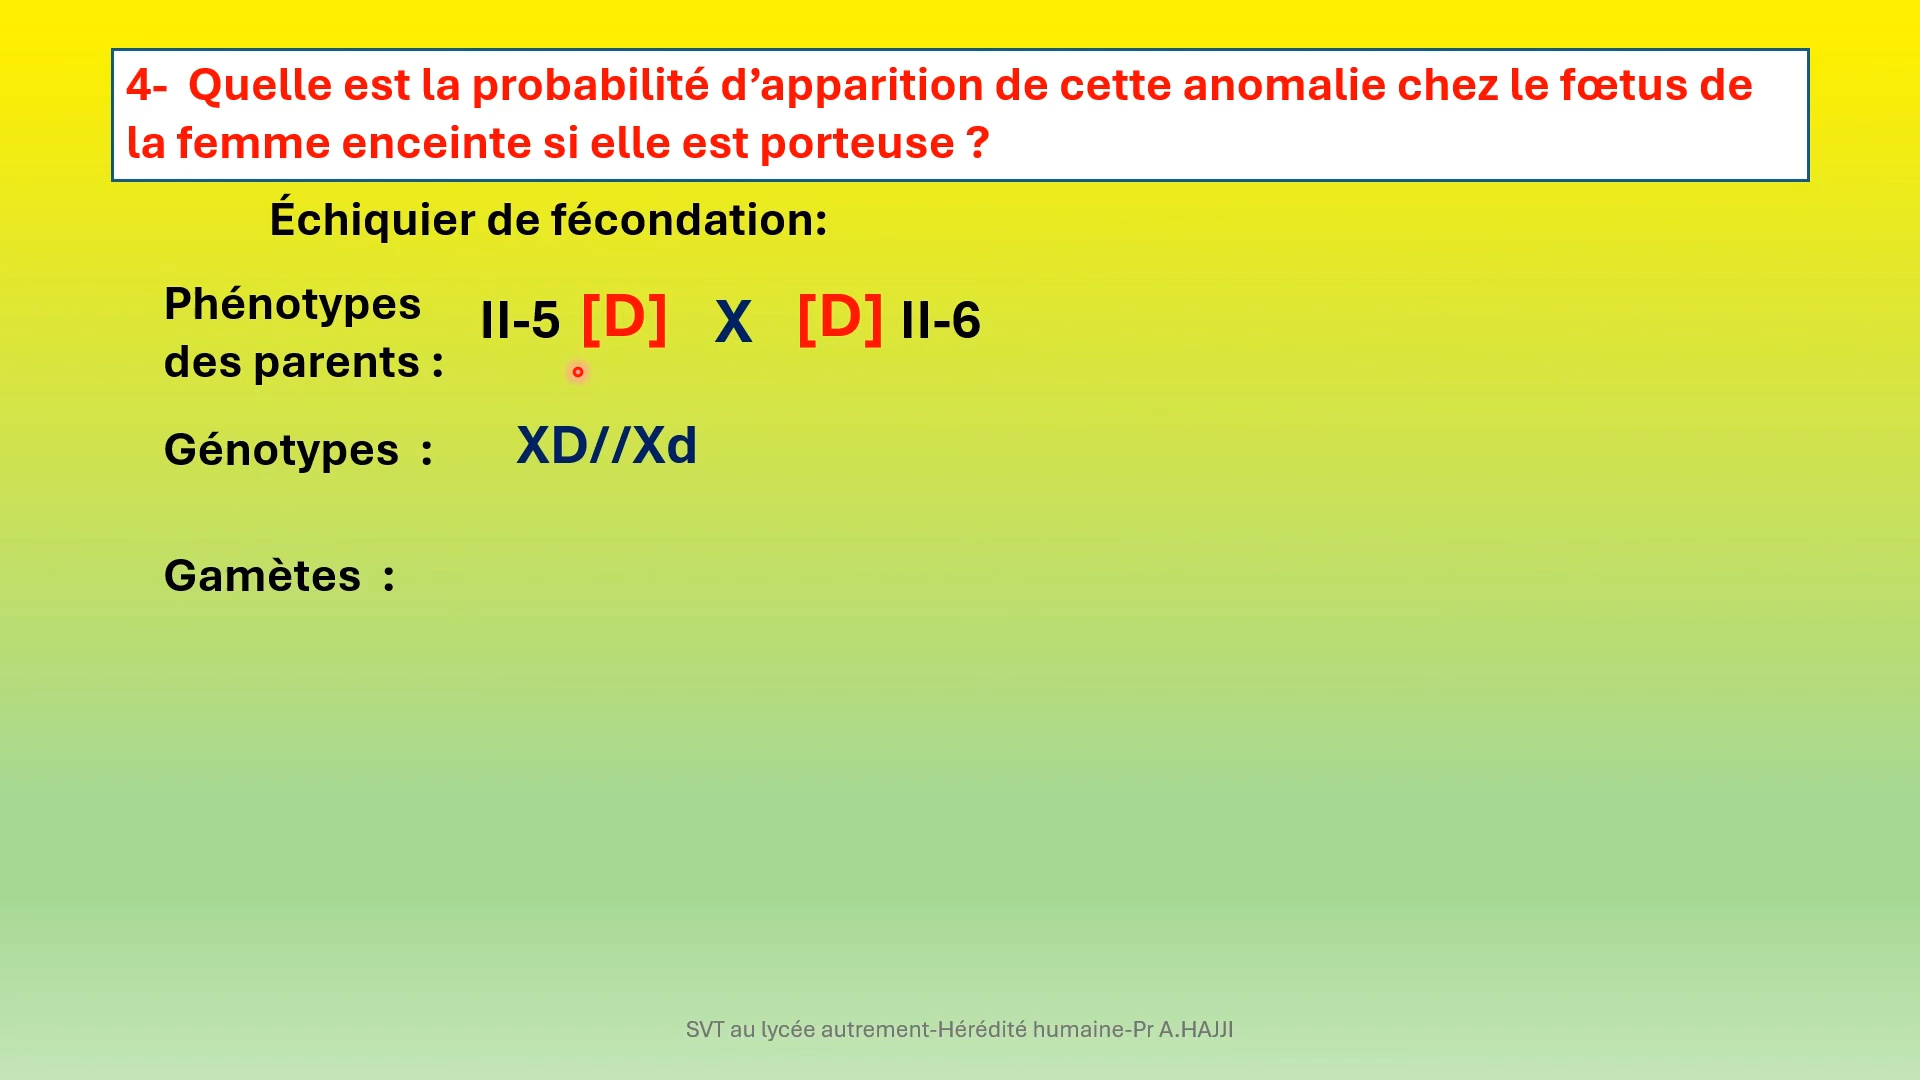 4- Quelle est la probabilité d’apparition de cette anomalie chez le fœtus de
la femme enceinte si elle est porteuse ?
Échiquier de fécondation:
Phénotypes
des parents :
II-5 [D] X [D] II-6
Génotypes : XD//Xd
Gamètes :
SVT au lycée autrement-Hérédité humaine-Pr A.HAJJI